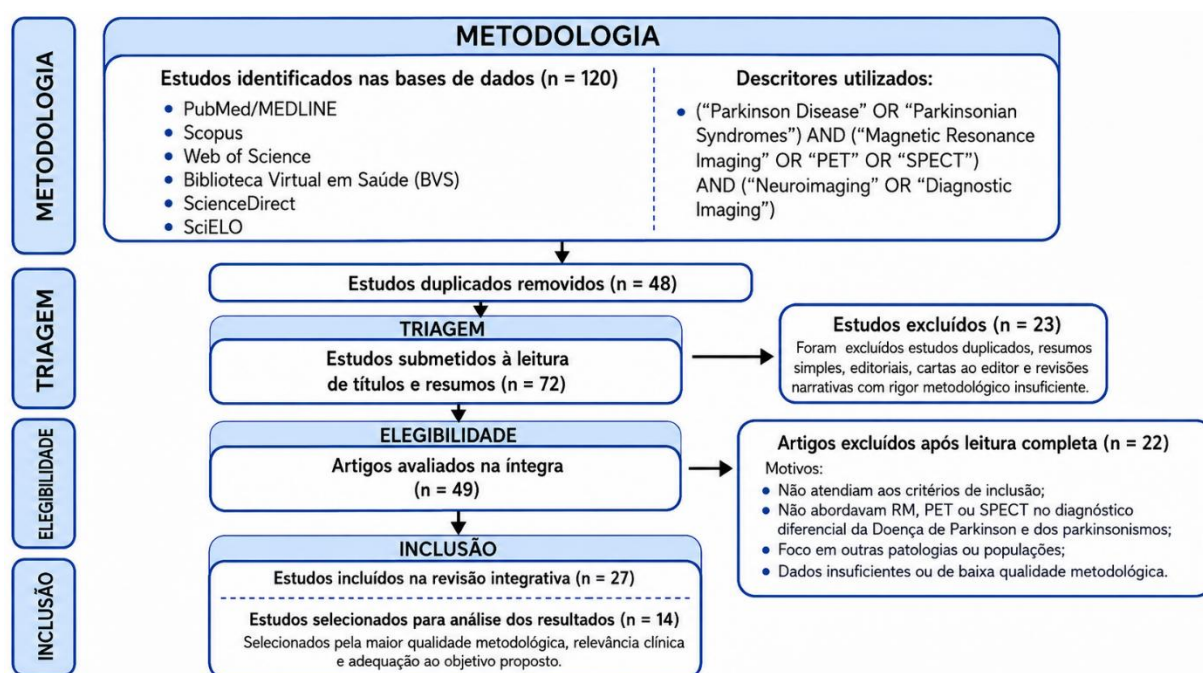 METODOLOGIA
METODOLOGIA
Estudos identificados nas bases de dados (n = 120)
PubMed/MEDLINE
Scopus
Web of Science
Biblioteca Virtual em Saúde (BVS)
ScienceDirect
SciELO
Descritores utilizados:
(“Parkinson Disease” OR “Parkinsonian
Syndromes”) AND (“Magnetic Resonance
Imaging” OR “PET” OR “SPECT”)
AND (“Neuroimaging” OR “Diagnostic
Imaging”)
TRIAGEM
Estudos duplicados removidos (n = 48)
TRIAGEM
Estudos submetidos à leitura
de títulos e resumos (n = 72)
Estudos excluídos (n = 23)
Foram excluídos estudos duplicados, resumos
simples, editoriais, cartas ao editor e revisões
narrativas com rigor metodológico insuficiente.
ELEGIBILIDADE
ELEGIBILIDADE
Artigos avaliados na íntegra
(n = 49)
Artigos excluídos após leitura completa (n = 22)
Motivos:
Não atendiam aos critérios de inclusão;
Não abordavam RM, PET ou SPECT no diagnóstico
diferencial da Doença de Parkinson e dos parkinsonismos;
Foco em outras patologias ou populações;
Dados insuficientes ou de baixa qualidade metodológica.
INCLUSÃO
INCLUSÃO
Estudos incluídos na revisão integrativa (n = 27)
Estudos selecionados para análise dos resultados (n = 14)
Selecionados pela maior qualidade metodológica, relevância clínica
e adequação ao objetivo proposto.